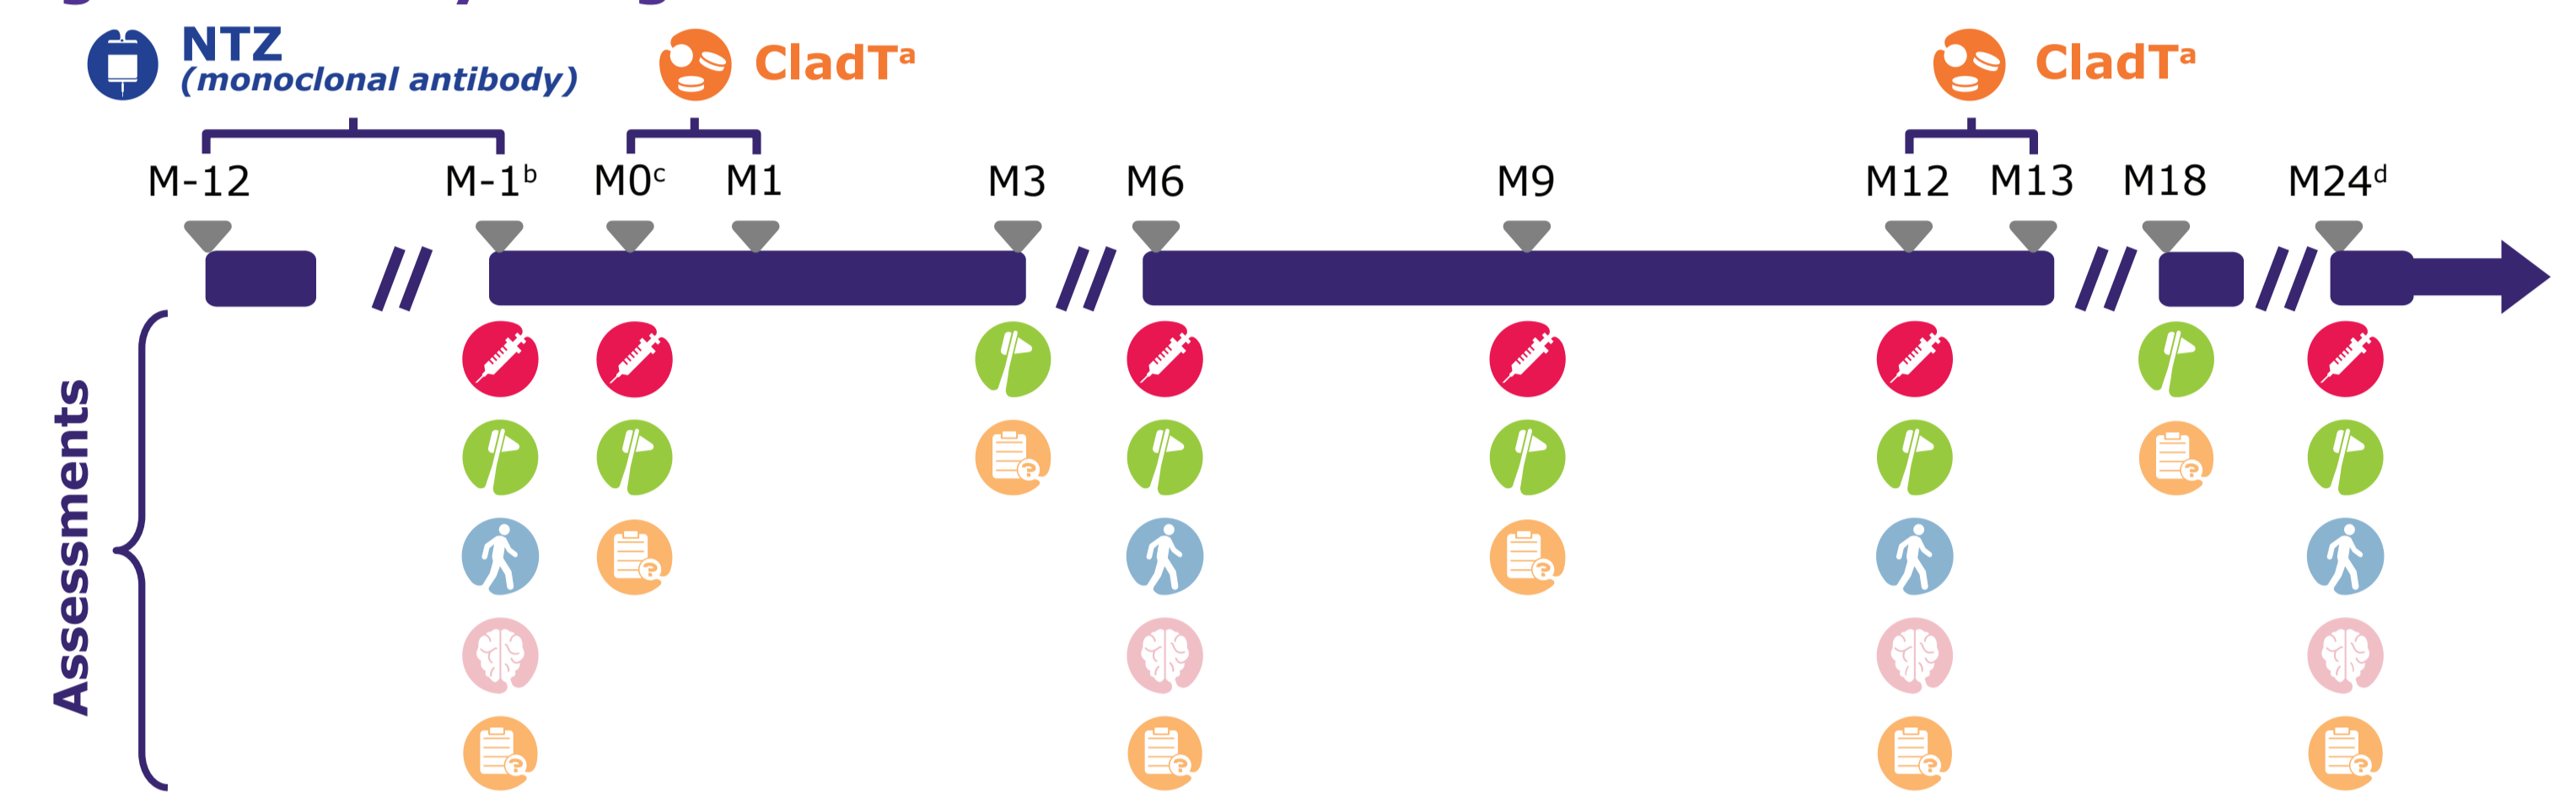 NTZ
(monoclonal antibody)
CladTᵃ
CladTᵃ
M-12
M-1ᵇ
M0ᶜ
M1
M3
M6
M9
M12
M13
M18
M24ᵈ
Assessments